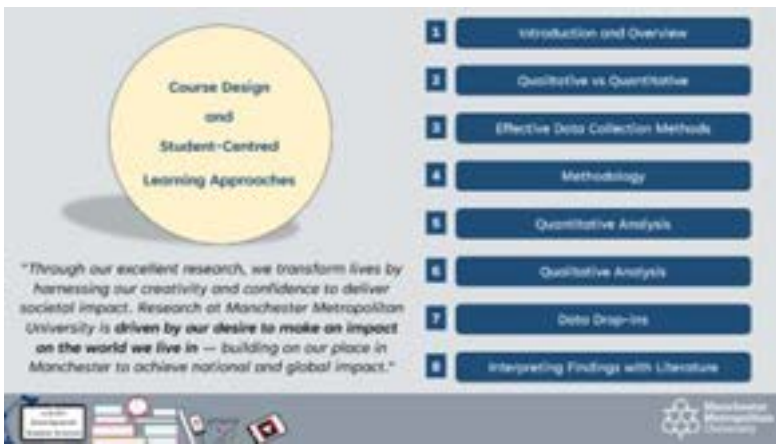 Course Design
and
Student-Centred
Learning Approaches
"Through our excellent research, we transform lives by
harnessing our creativity and confidence to deliver
societal impact. Research at Manchester Metropolitan
University is driven by our desire to make an impact
on the world we live in — building on our place in
Manchester to achieve national and global impact."
1 Introduction and Overview
2 Qualitative vs Quantitative
3 Effective Data Collection Methods
4 Methodology
5 Quantitative Analysis
6 Qualitative Analysis
7 Data Drop-ins
8 Interpreting Findings with Literature
Manchester
Metropolitan
University